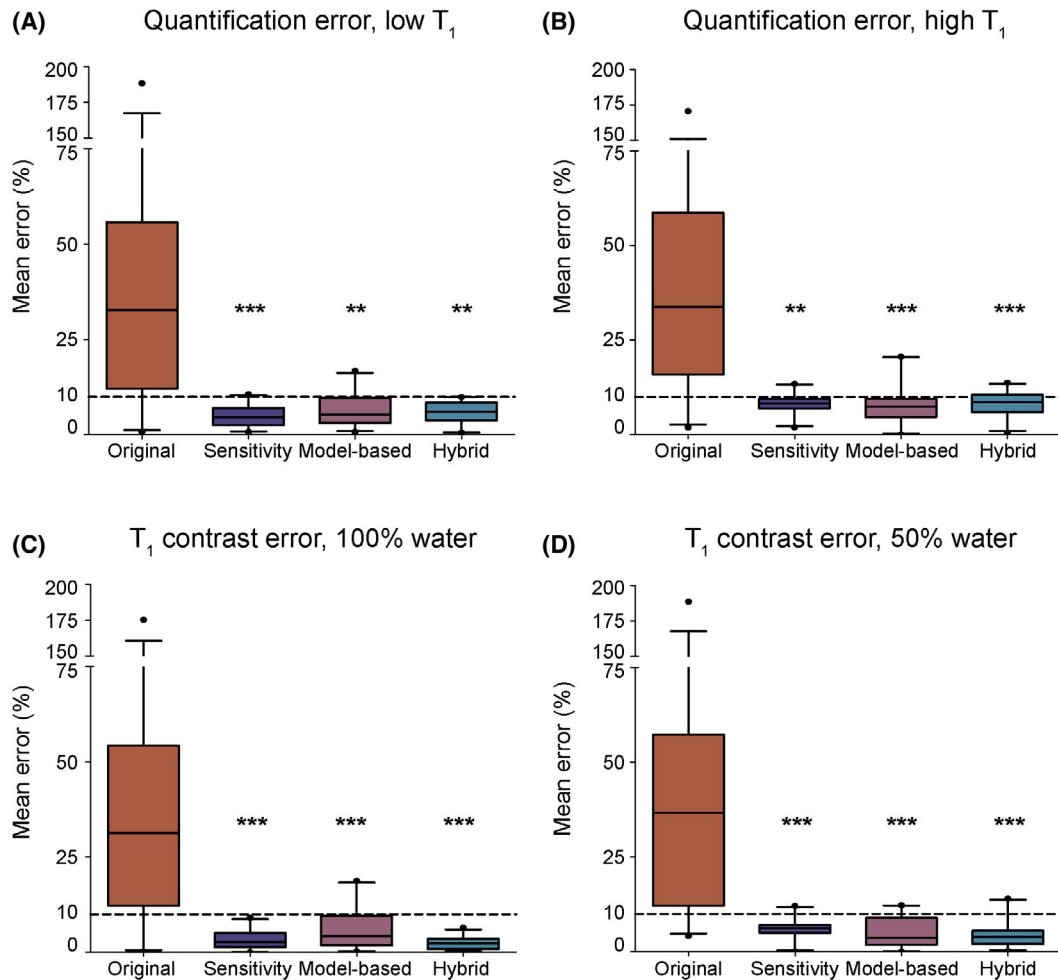 (A) Quantification error, low T1
Mean error (%)
200
175
150
75
50
25
10
0
*** ** **
Original Sensitivity Model-based Hybrid
(B) Quantification error, high T1
Mean error (%)
200
175
150
75
50
25
10
0
** *** ***
Original Sensitivity Model-based Hybrid
(C) T1 contrast error, 100% water
Mean error (%)
200
175
150
75
50
25
10
0
*** *** ***
Original Sensitivity Model-based Hybrid
(D) T1 contrast error, 50% water
Mean error (%)
200
175
150
75
50
25
10
0
*** *** ***
Original Sensitivity Model-based Hybrid